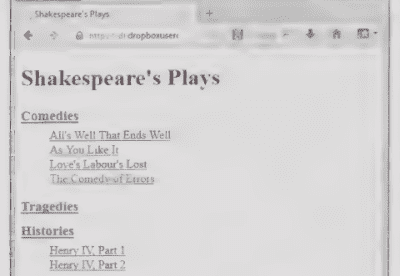 Shakespeare's Plays
dropboxuser
Shakespeare's Plays
Comedies
All's Well That Ends Well
As You Like It
Love's Labour's Lost
The Comedy of Errors
Tragedies
Histories
Henry IV, Part 1
Henry IV, Part 2